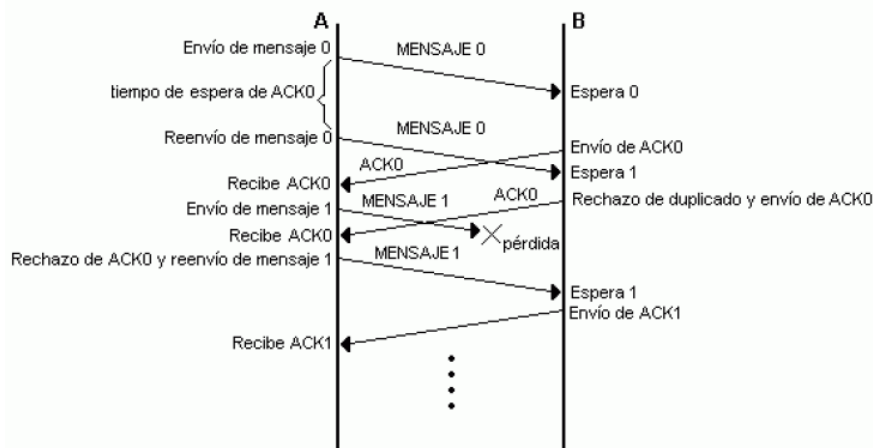 A
B
Envío de mensaje 0
MENSAJE 0
tiempo de espera de ACK0
Espera 0
Reenvío de mensaje 0
MENSAJE 0
Envío de ACK0
ACK0
Espera 1
Recibe ACK0
MENSAJE 1
ACK0
Rechazo de duplicado y envío de ACK0
Envío de mensaje 1
Recibe ACK0
pérdida
Rechazo de ACK0 y reenvío de mensaje 1
MENSAJE 1
Espera 1
Envío de ACK1
Recibe ACK1